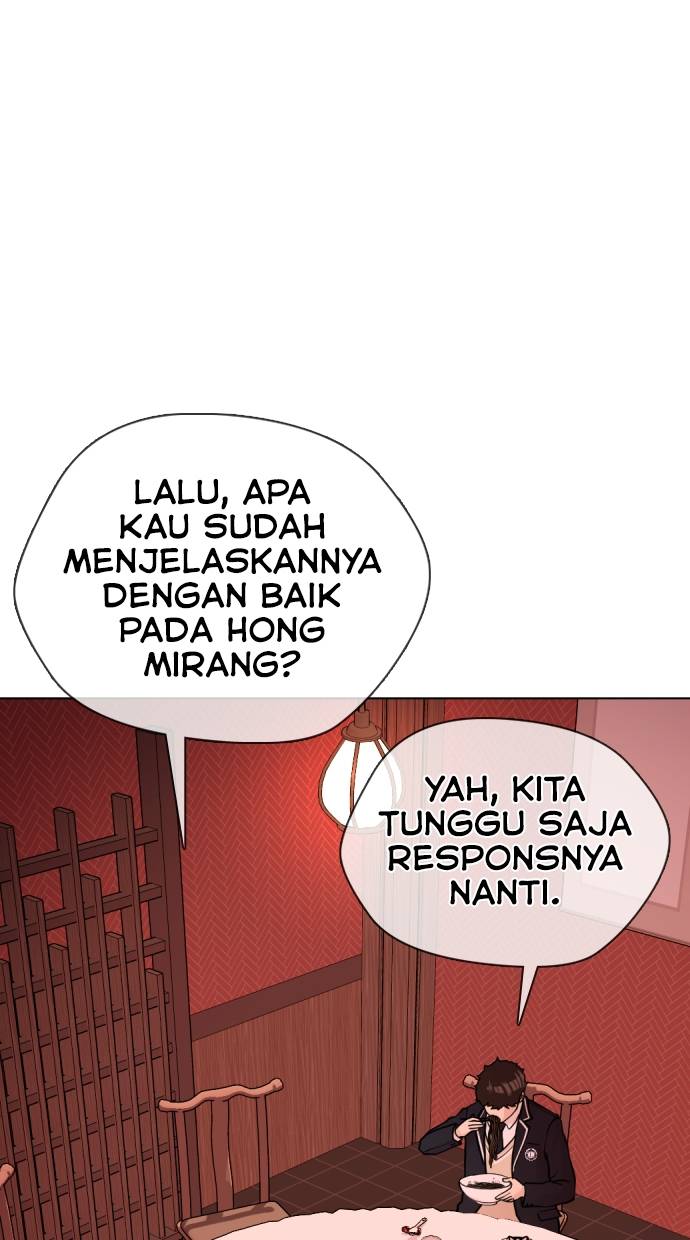 LALU, APA
KAU SUDAH
MENJELASKANNYA
DENGAN BAIK
PADA HONG
MIRANG?
YAH, KITA
TUNGGU SAJA
RESPONSNYA
NANTI.